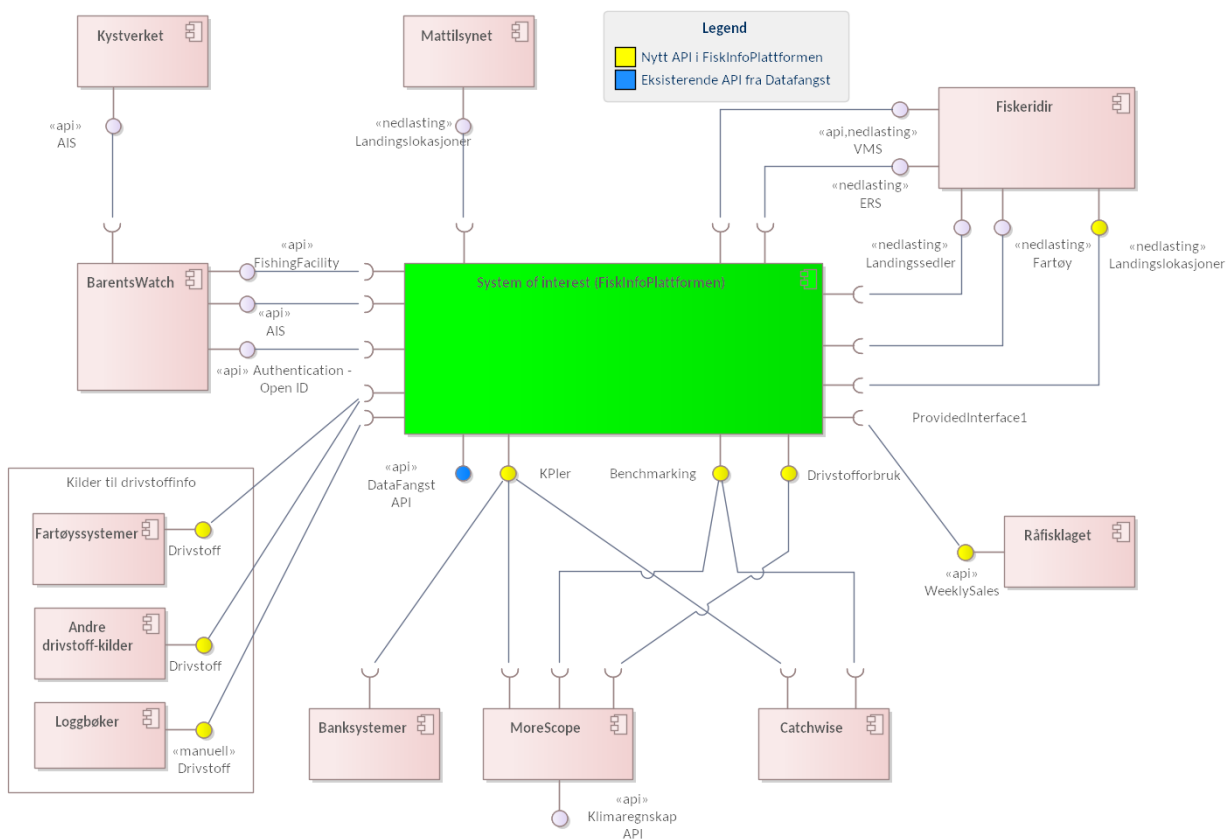 Kystverket
Mattilsynet
Legend
Nytt API i FiskInfoPlattformen
Eksisterende API fra Datafangst
Fiskeridir
«api»
AIS
«nedlasting»
Landingslokasjoner
«api,nedlasting»
VMS
«nedlasting»
ERS
«nedlasting»
Landingssedler
«nedlasting»
Fartøy
«nedlasting»
Landingslokasjoner
BarentsWatch
«api»
FishingFacility
«api»
AIS
«api» Authentication -
Open ID
System of interest (FiskInfoPlattformen)
ProvidedInterface1
«api»
DataFangst
API
KPIer
Benchmarking
Drivstofforbruk
Kilder til drivstoffinfo
Fartøyssystemer
Drivstoff
Andre
drivstoff-kilder
Drivstoff
Loggbøker
«manuell»
Drivstoff
Råfisklaget
«api»
WeeklySales
Banksystemer
MoreScope
Catchwise
«api»
Klimaregnskap
API